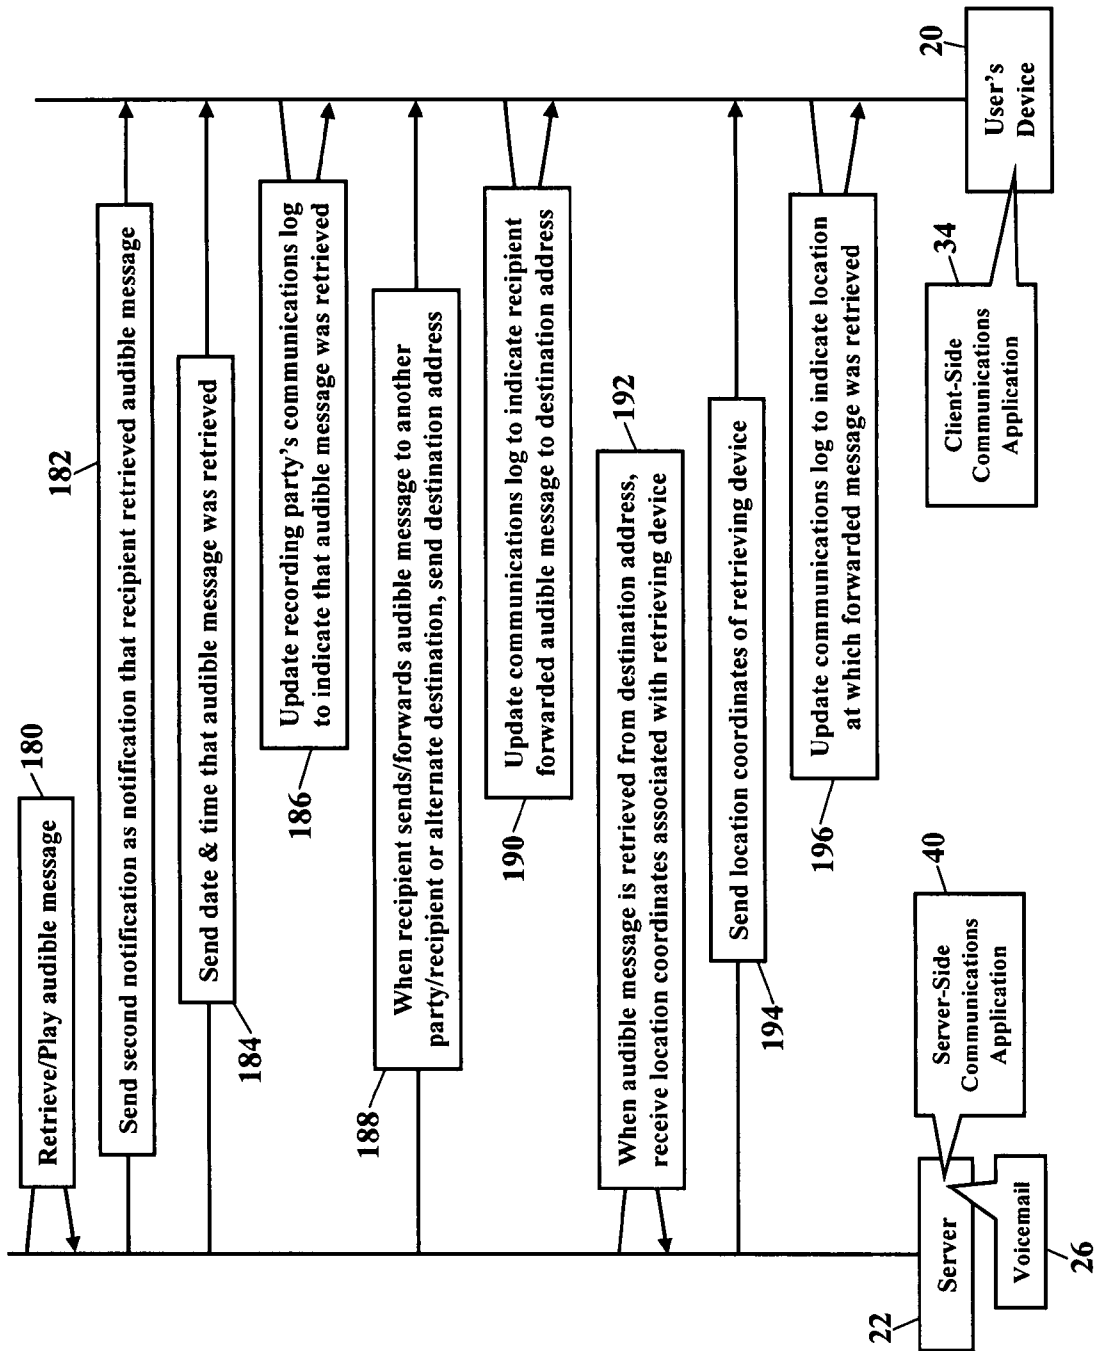 180
Retrieve/Play audible message
182
Send second notification as notification that recipient retrieved audible message
Send date & time that audible message was retrieved
184
Update recording party's communications log
to indicate that audible message was retrieved
186
When recipient sends/forwards audible message to another
party/recipient or alternate destination, send destination address
188
Update communications log to indicate recipient
forwarded audible message to destination address
190
192
When audible message is retrieved from destination address,
receive location coordinates associated with retrieving device
Send location coordinates of retrieving device
194
Update communications log to indicate location
at which forwarded message was retrieved
196
Server
22
Server-Side
Communications
Application
40
Voicemail
26
Client-Side
Communications
Application
34
User's
Device
20